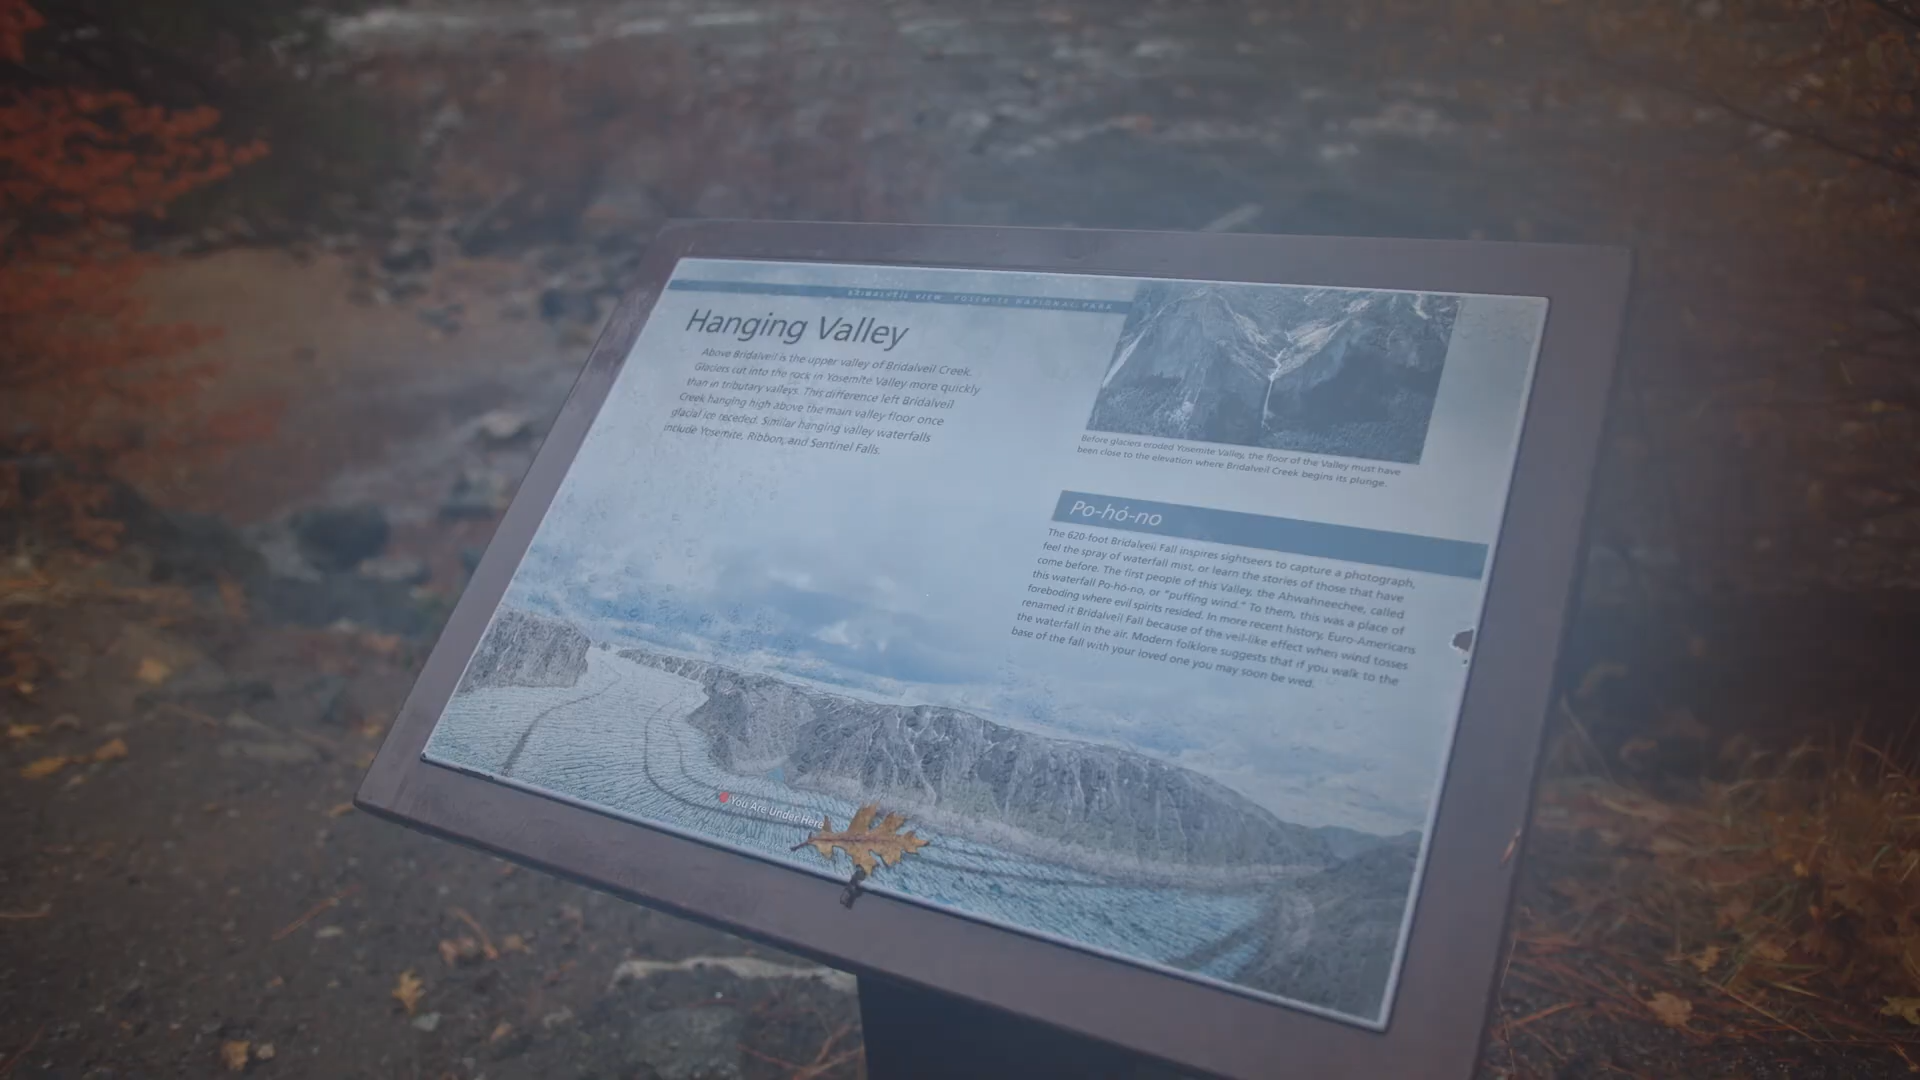 BRIDALVEIL VIEW YOSEMITE NATIONAL PARK
Hanging Valley
Above Bridalveil is the upper valley of Bridalveil Creek.
Glaciers cut into the rock in Yosemite Valley more quickly
than in tributary valleys. This difference left Bridalveil
Creek hanging high above the main valley floor once
glacial ice receded. Similar hanging valley waterfalls
include Yosemite, Ribbon, and Sentinel Falls.
Before glaciers eroded Yosemite Valley, the floor of the Valley must have
been close to the elevation where Bridalveil Creek begins its plunge.
Po-hó-no
The 620-foot Bridalveil Fall inspires sightseers to capture a photograph,
feel the spray of waterfall mist, or learn the stories of those that have
come before. The first people of this Valley, the Ahwahneechee, called
this waterfall Po-hó-no, or "puffing wind." To them, this was a place of
foreboding where evil spirits resided. In more recent history, Euro-Americans
renamed it Bridalveil Fall because of the veil-like effect when wind tosses
the waterfall in the air. Modern folklore suggests that if you walk to the
base of the fall with your loved one you may soon be wed.
You Are Under Here